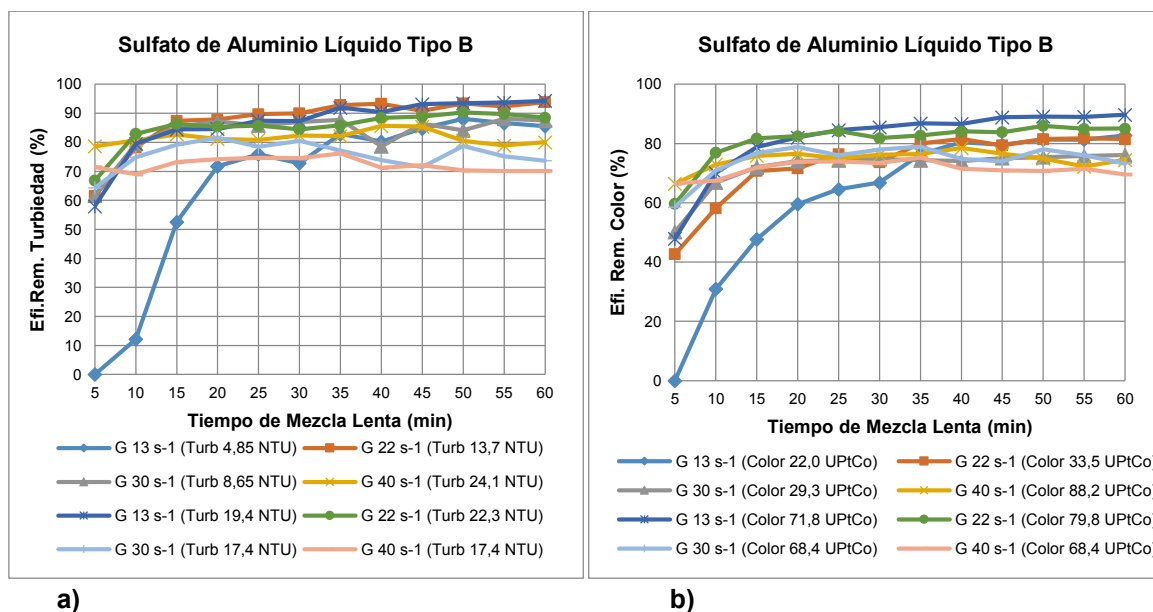 Sulfato de Aluminio Líquido Tipo B
Efi.Rem. Turbiedad (%)
100
90
80
70
60
50
40
30
20
10
0
5 10 15 20 25 30 35 40 45 50 55 60
Tiempo de Mezcla Lenta (min)
G 13 s-1 (Turb 4,85 NTU) G 22 s-1 (Turb 13,7 NTU)
G 30 s-1 (Turb 8,65 NTU) G 40 s-1 (Turb 24,1 NTU)
G 13 s-1 (Turb 19,4 NTU) G 22 s-1 (Turb 22,3 NTU)
G 30 s-1 (Turb 17,4 NTU) G 40 s-1 (Turb 17,4 NTU)
a)
Sulfato de Aluminio Líquido Tipo B
Efi. Rem. Color (%)
100
80
60
40
20
0
5 10 15 20 25 30 35 40 45 50 55 60
Tiempo de Mezcla Lenta (min)
G 13 s-1 (Color 22,0 UPtCo) G 22 s-1 (Color 33,5 UPtCo)
G 30 s-1 (Color 29,3 UPtCo) G 40 s-1 (Color 88,2 UPtCo)
G 13 s-1 (Color 71,8 UPtCo) G 22 s-1 (Color 79,8 UPtCo)
G 30 s-1 (Color 68,4 UPtCo) G 40 s-1 (Color 68,4 UPtCo)
b)